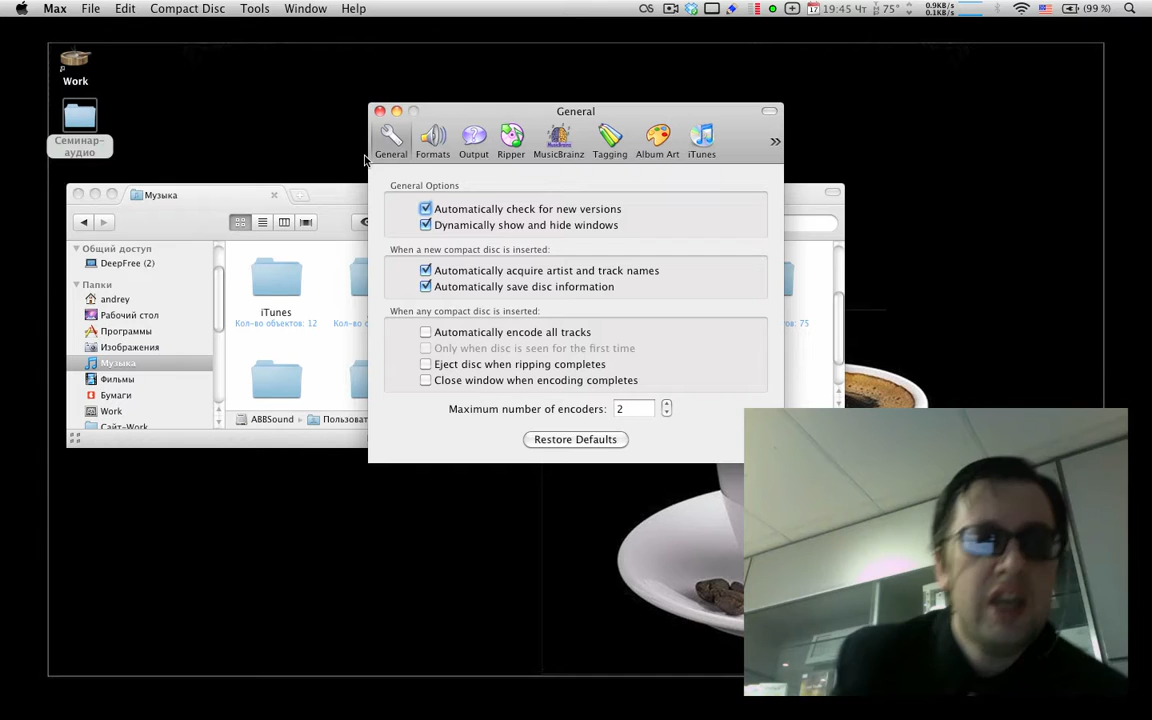 Max File Edit Compact Disc Tools Window Help
17 19:45 Чт 75° 0.9KB/s 0.1KB/s (99 %)
Work
Семинар-
аудио
General
General Formats Output Ripper MusicBrainz Tagging Album Art iTunes »
General Options
Automatically check for new versions
Dynamically show and hide windows
When a new compact disc is inserted:
Automatically acquire artist and track names
Automatically save disc information
When any compact disc is inserted:
Automatically encode all tracks
Only when disc is seen for the first time
Eject disc when ripping completes
Close window when encoding completes
Maximum number of encoders: 2
Restore Defaults
Музыка
Общий доступ
DeepFree (2)
Папки
andrey
Рабочий стол
Программы
Изображения
Музыка
Фильмы
Бумаги
Work
Сайт-Work
iTunes
Кол-во объектов: 12
75
ABBSound Пользоват